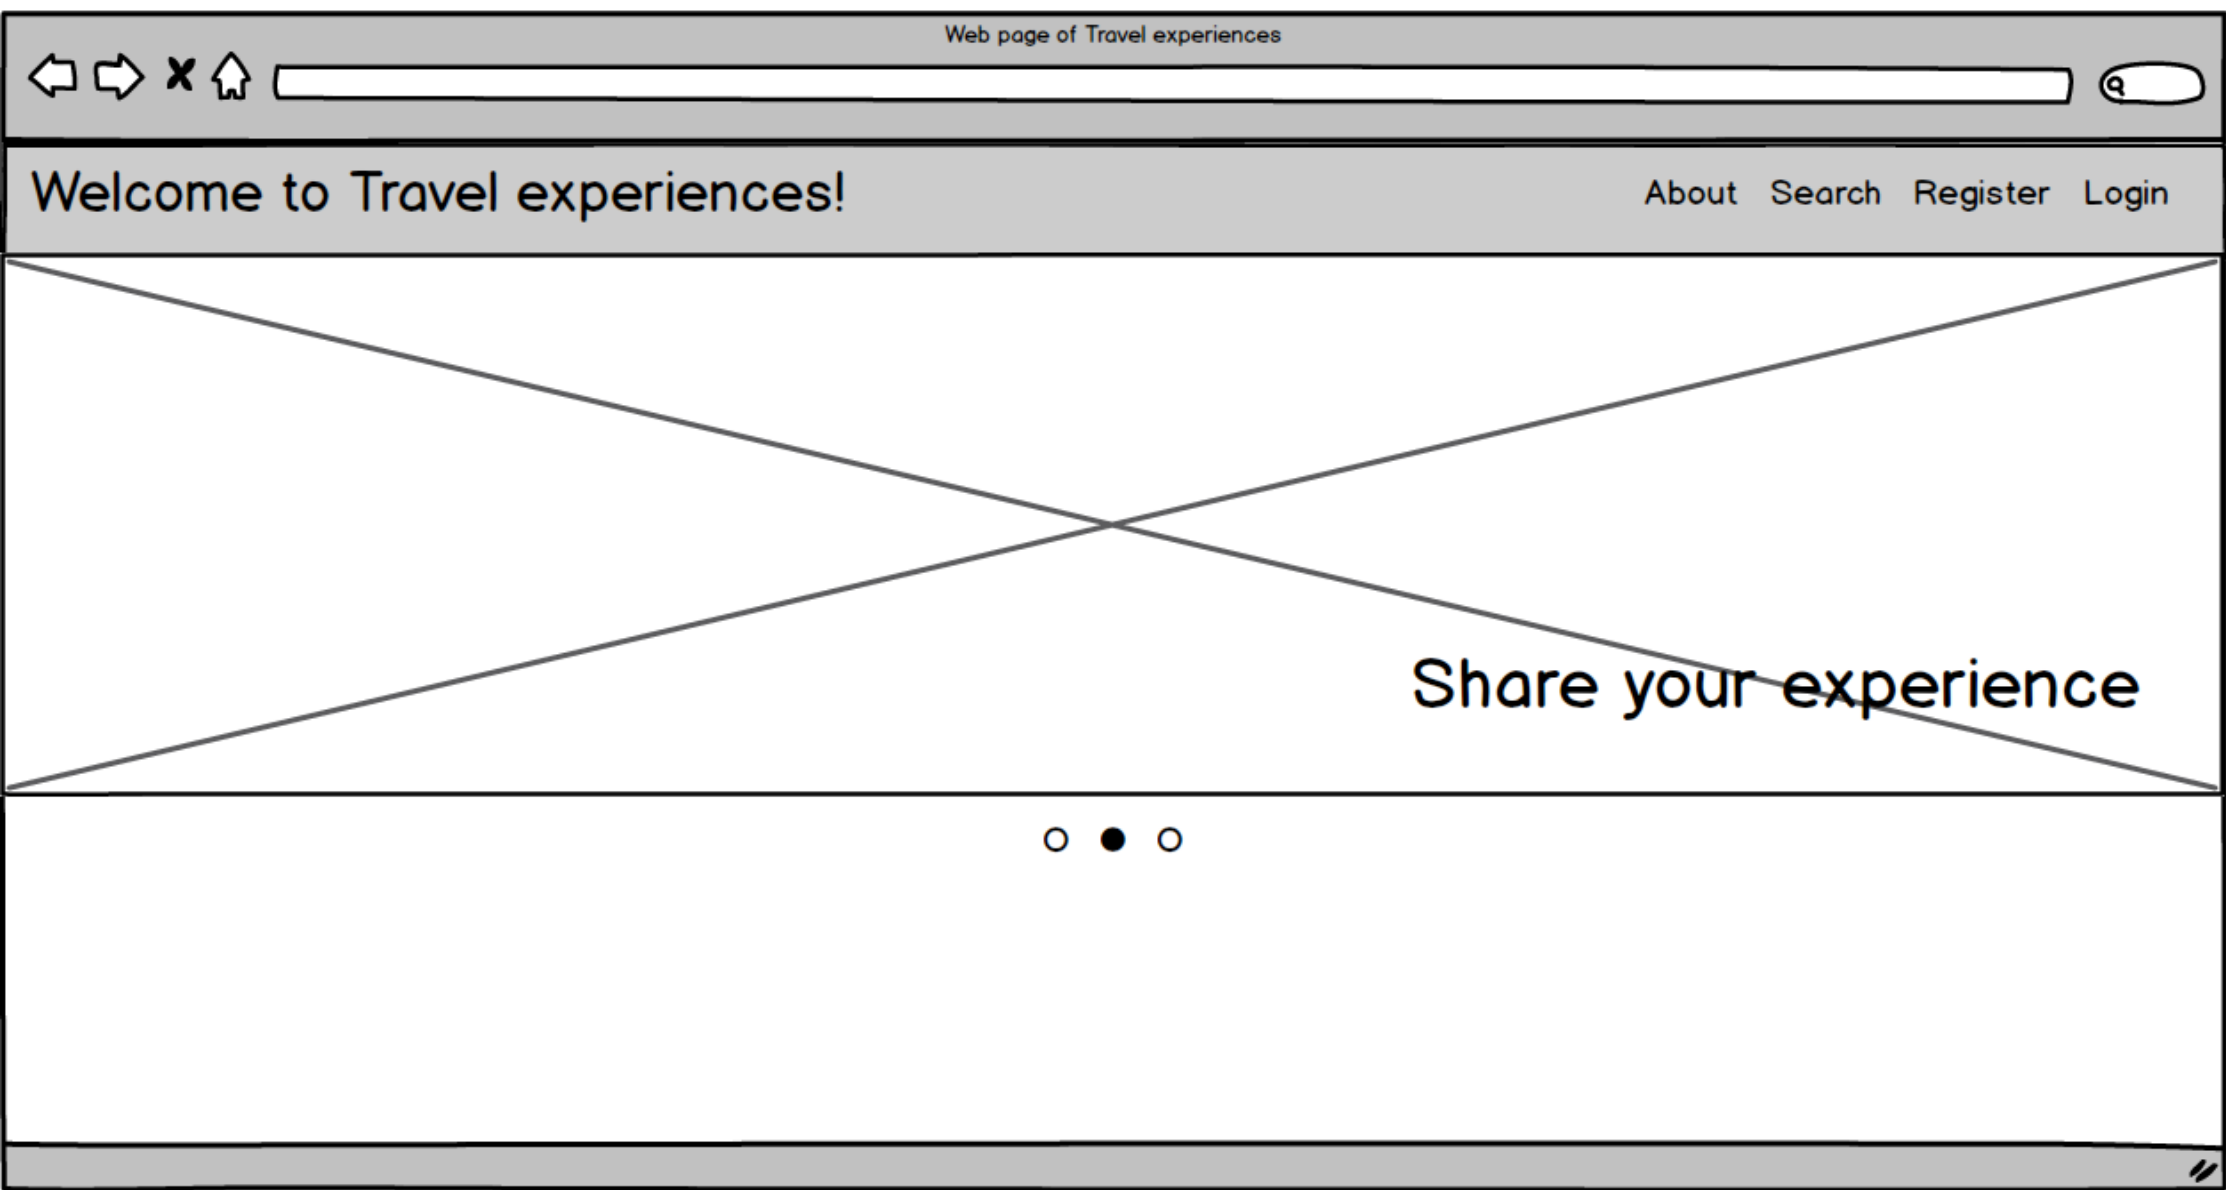 Web page of Travel experiences
Welcome to Travel experiences!
About Search Register Login
Share your experience